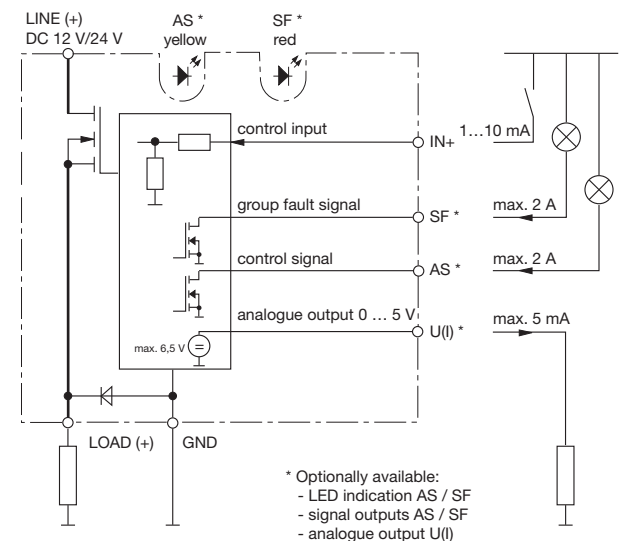 LINE (+)
DC 12 V/24 V
AS *
yellow
SF *
red
control input
IN+
1...10 mA
group fault signal
SF *
max. 2 A
control signal
AS *
max. 2 A
analogue output 0 ... 5 V
U(I) *
max. 5 mA
max. 6,5 V
LOAD (+)
GND
* Optionally available:
- LED indication AS / SF
- signal outputs AS / SF
- analogue output U(I)